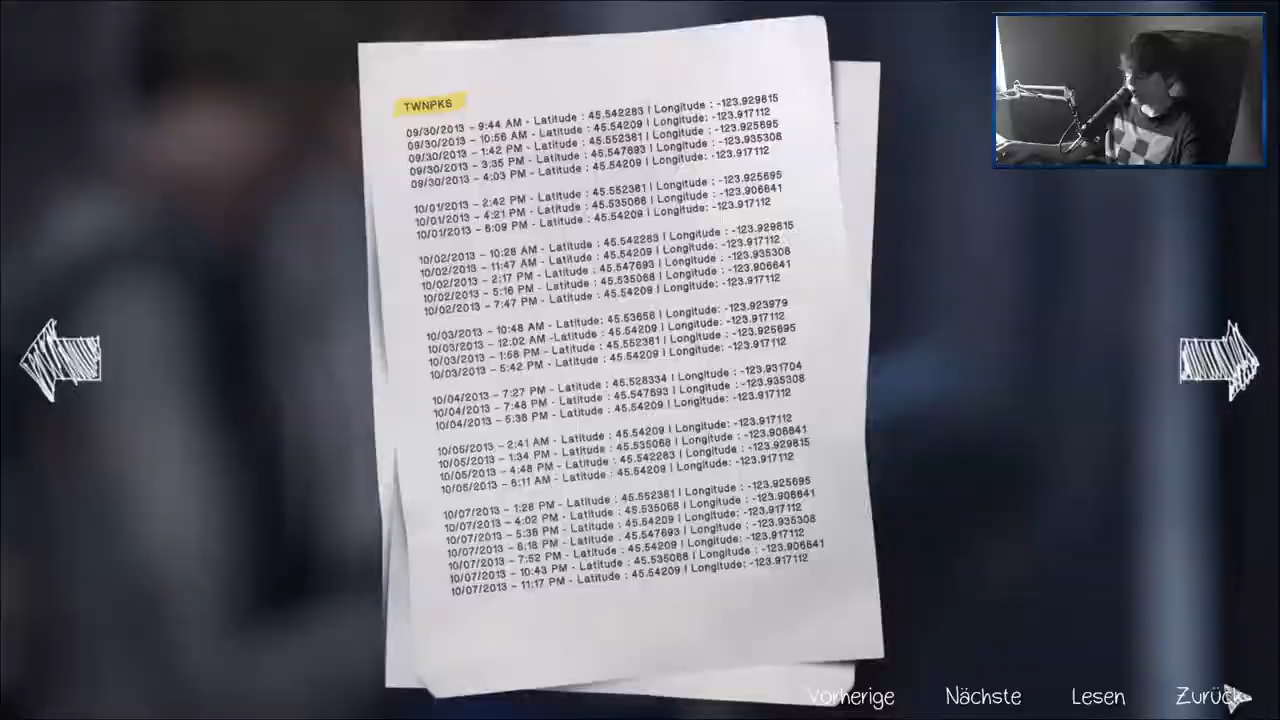 TWNPKS
09/30/2013 - 9:44 AM - Latitude : 45.542283 | Longitude : -123.929815
09/30/2013 - 10:56 AM - Latitude : 45.54209 | Longitude: -123.917112
09/30/2013 - 1:42 PM - Latitude : 45.552381 | Longitude : -123.925695
09/30/2013 - 3:35 PM - Latitude : 45.547693 | Longitude : -123.935308
09/30/2013 - 4:03 PM - Latitude : 45.54209 | Longitude: -123.917112
10/01/2013 - 2:42 PM - Latitude : 45.552381 | Longitude : -123.925695
10/01/2013 - 4:21 PM - Latitude : 45.535068 | Longitude : -123.906641
10/01/2013 - 6:09 PM - Latitude : 45.54209 | Longitude: -123.917112
10/02/2013 - 10:28 AM - Latitude : 45.542283 | Longitude : -123.929815
10/02/2013 - 11:47 AM - Latitude : 45.54209 | Longitude: -123.917112
10/02/2013 - 2:17 PM - Latitude : 45.547693 | Longitude : -123.935308
10/02/2013 - 5:16 PM - Latitude : 45.535068 | Longitude : -123.906641
10/02/2013 - 7:47 PM - Latitude : 45.54209 | Longitude: -123.917112
10/03/2013 - 10:48 AM - Latitude: 45.53658 | Longitude: -123.923979
10/03/2013 - 12:02 AM -Latitude : 45.54209 | Longitude: -123.917112
10/03/2013 - 1:58 PM - Latitude : 45.552381 | Longitude : -123.925695
10/03/2013 - 5:42 PM - Latitude : 45.54209 | Longitude: -123.917112
10/04/2013 - 7:27 PM - Latitude : 45.528334 | Longitude : -123.931704
10/04/2013 - 7:48 PM - Latitude : 45.547693 | Longitude : -123.935308
10/04/2013 - 5:36 PM - Latitude : 45.54209 | Longitude: -123.917112
10/05/2013 - 2:41 AM - Latitude : 45.54209 | Longitude: -123.917112
10/05/2013 - 1:34 PM - Latitude : 45.535068 | Longitude : -123.906641
10/05/2013 - 4:48 PM - Latitude : 45.542283 | Longitude : -123.929815
10/05/2013 - 6:11 AM - Latitude : 45.54209 | Longitude: -123.917112
10/07/2013 - 1:28 PM - Latitude : 45.552381 | Longitude : -123.925695
10/07/2013 - 4:02 PM - Latitude : 45.535068 | Longitude : -123.906641
10/07/2013 - 5:36 PM - Latitude : 45.54209 | Longitude: -123.917112
10/07/2013 - 6:18 PM - Latitude : 45.547693 | Longitude : -123.935308
10/07/2013 - 7:52 PM - Latitude : 45.54209 | Longitude: -123.917112
10/07/2013 - 10:43 PM - Latitude : 45.535068 | Longitude : -123.906641
10/07/2013 - 11:17 PM - Latitude : 45.54209 | Longitude: -123.917112
Vorherige Nächste Lesen Zurück